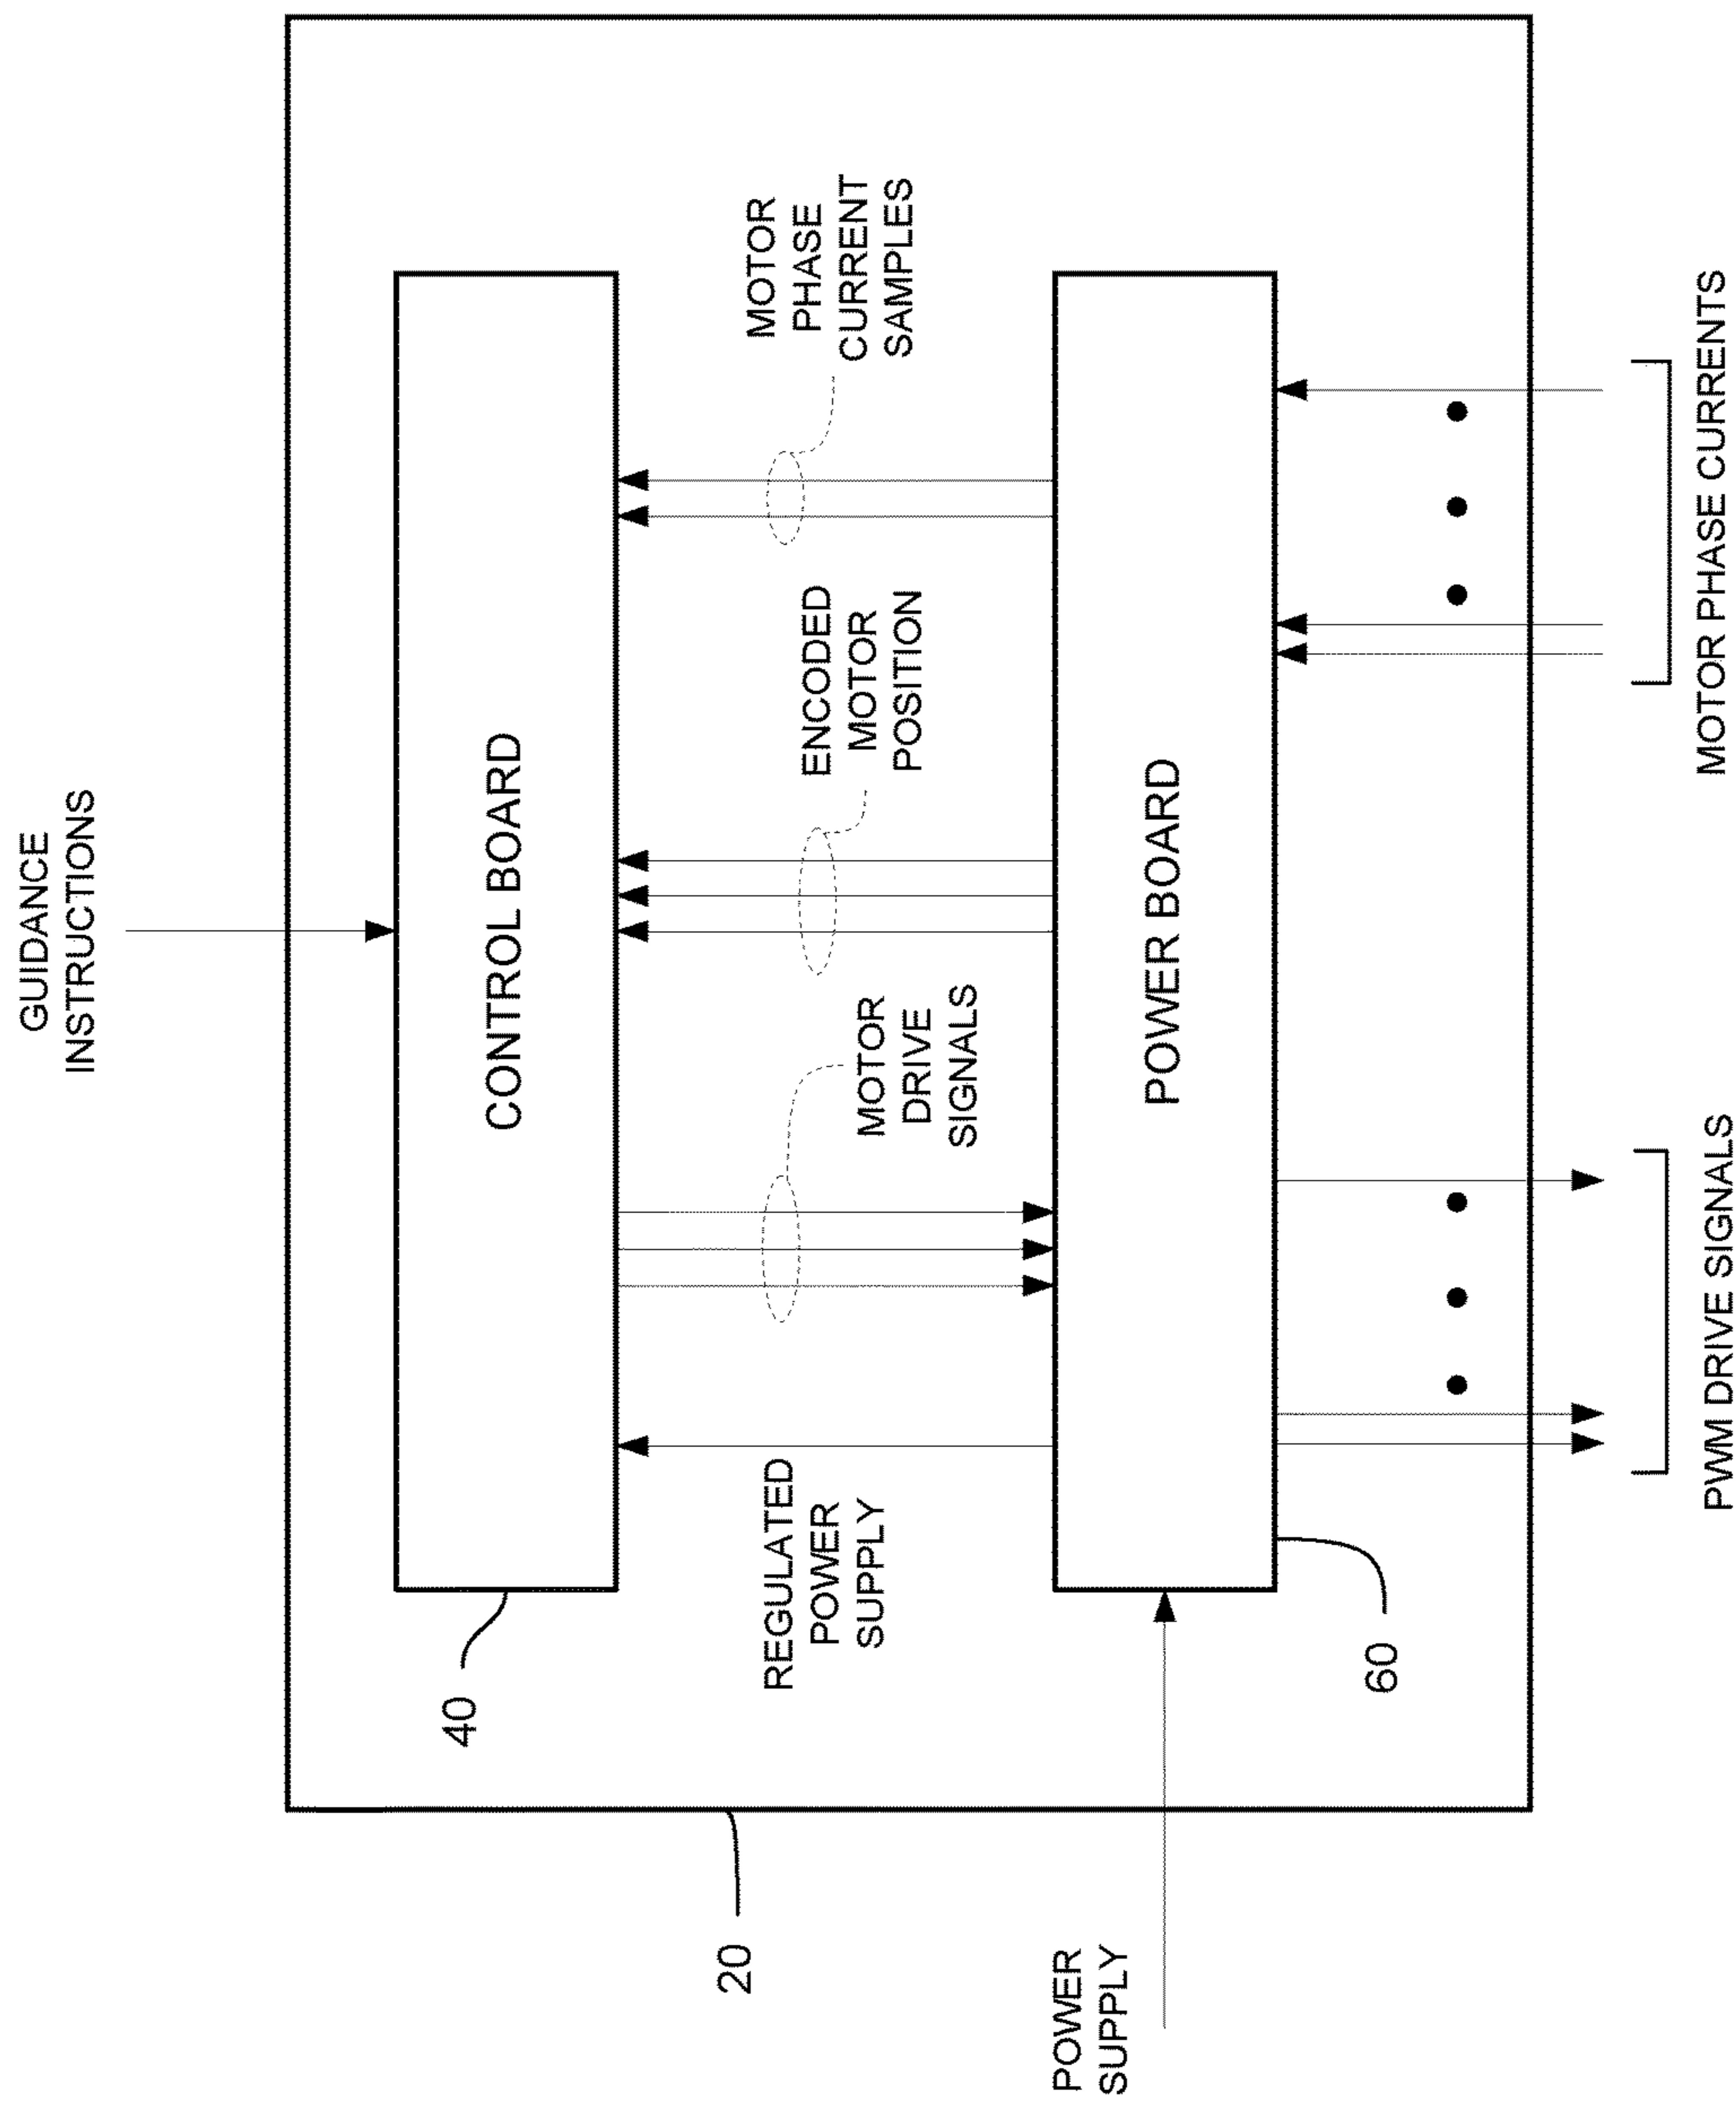 GUIDANCE
INSTRUCTIONS
CONTROL BOARD
40
REGULATED
POWER
SUPPLY
MOTOR
DRIVE
SIGNALS
ENCODED
MOTOR
POSITION
MOTOR
PHASE
CURRENT
SAMPLES
20
POWER
SUPPLY
POWER BOARD
60
PWM DRIVE SIGNALS
MOTOR PHASE CURRENTS